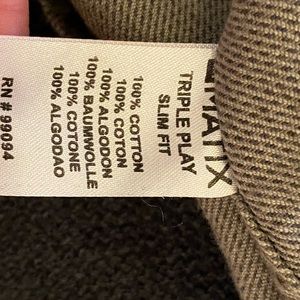 MATIX
TRIPLE PLAY
SLIM FIT
100% COTTON
100% COTON
100% ALGODON
100% BAUMWOLLE
100% COTONE
100% ALGODAO
RN # 99094